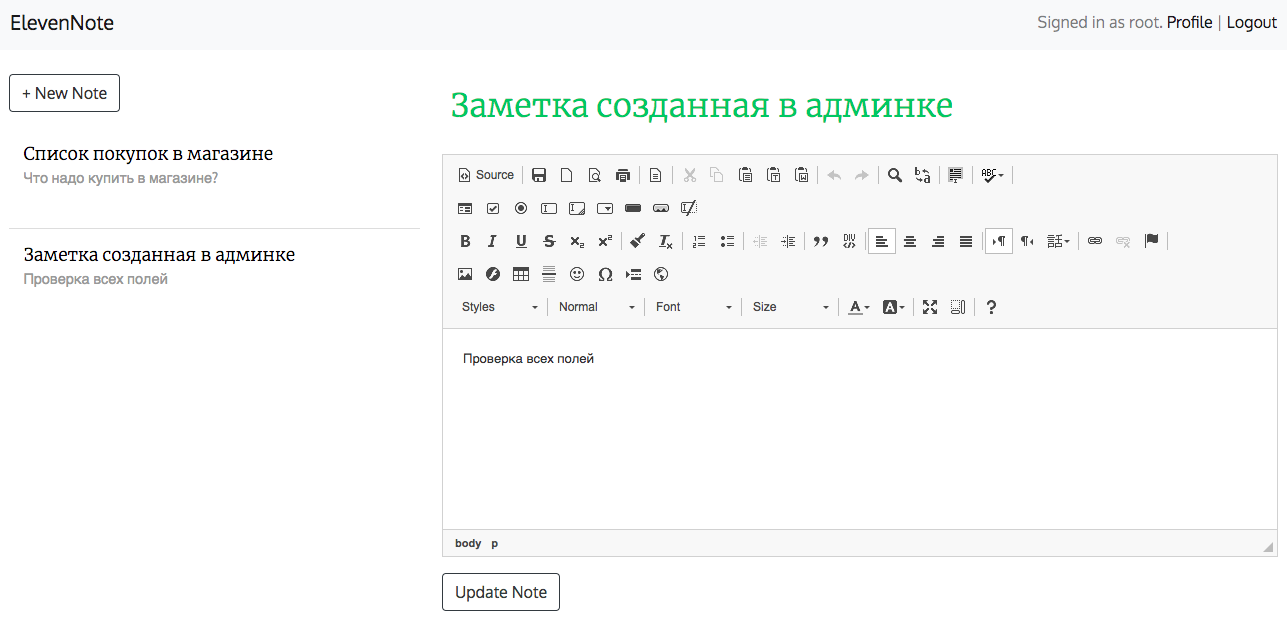 ElevenNote
Signed in as root. Profile | Logout
+ New Note
Список покупок в магазине
Что надо купить в магазине?
Заметка созданная в админке
Проверка всех полей
Заметка созданная в админке
Source
Styles Normal Font Size
Проверка всех полей
body p
Update Note